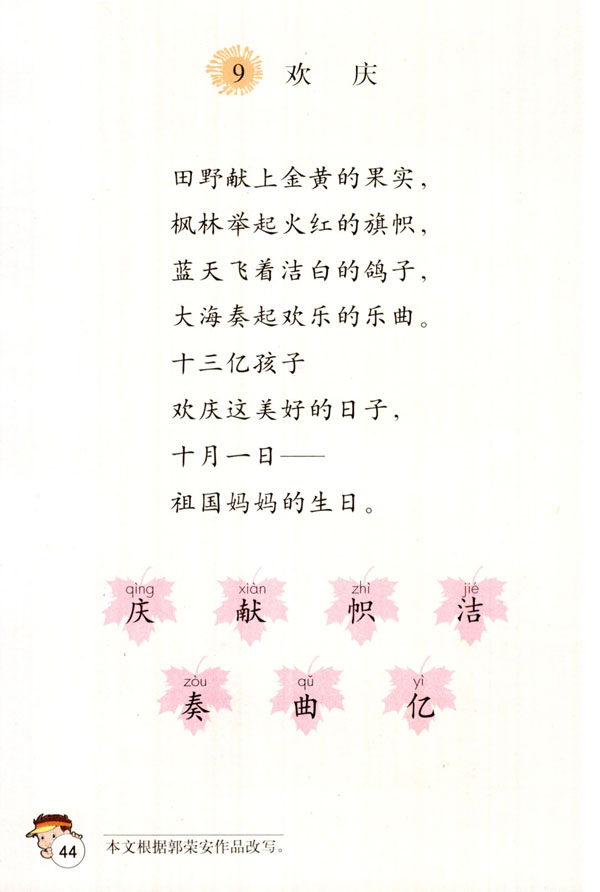 9 欢 庆
田野献上金黄的果实，
枫林举起火红的旗帜，
蓝天飞着洁白的鸽子，
大海奏起欢乐的乐曲。
十三亿孩子
欢庆这美好的日子，
十月一日——
祖国妈妈的生日。
qìng xiàn zhì jié
庆 献 帜 洁
zòu qǔ yì
奏 曲 亿
本文根据郭荣安作品改写。
44